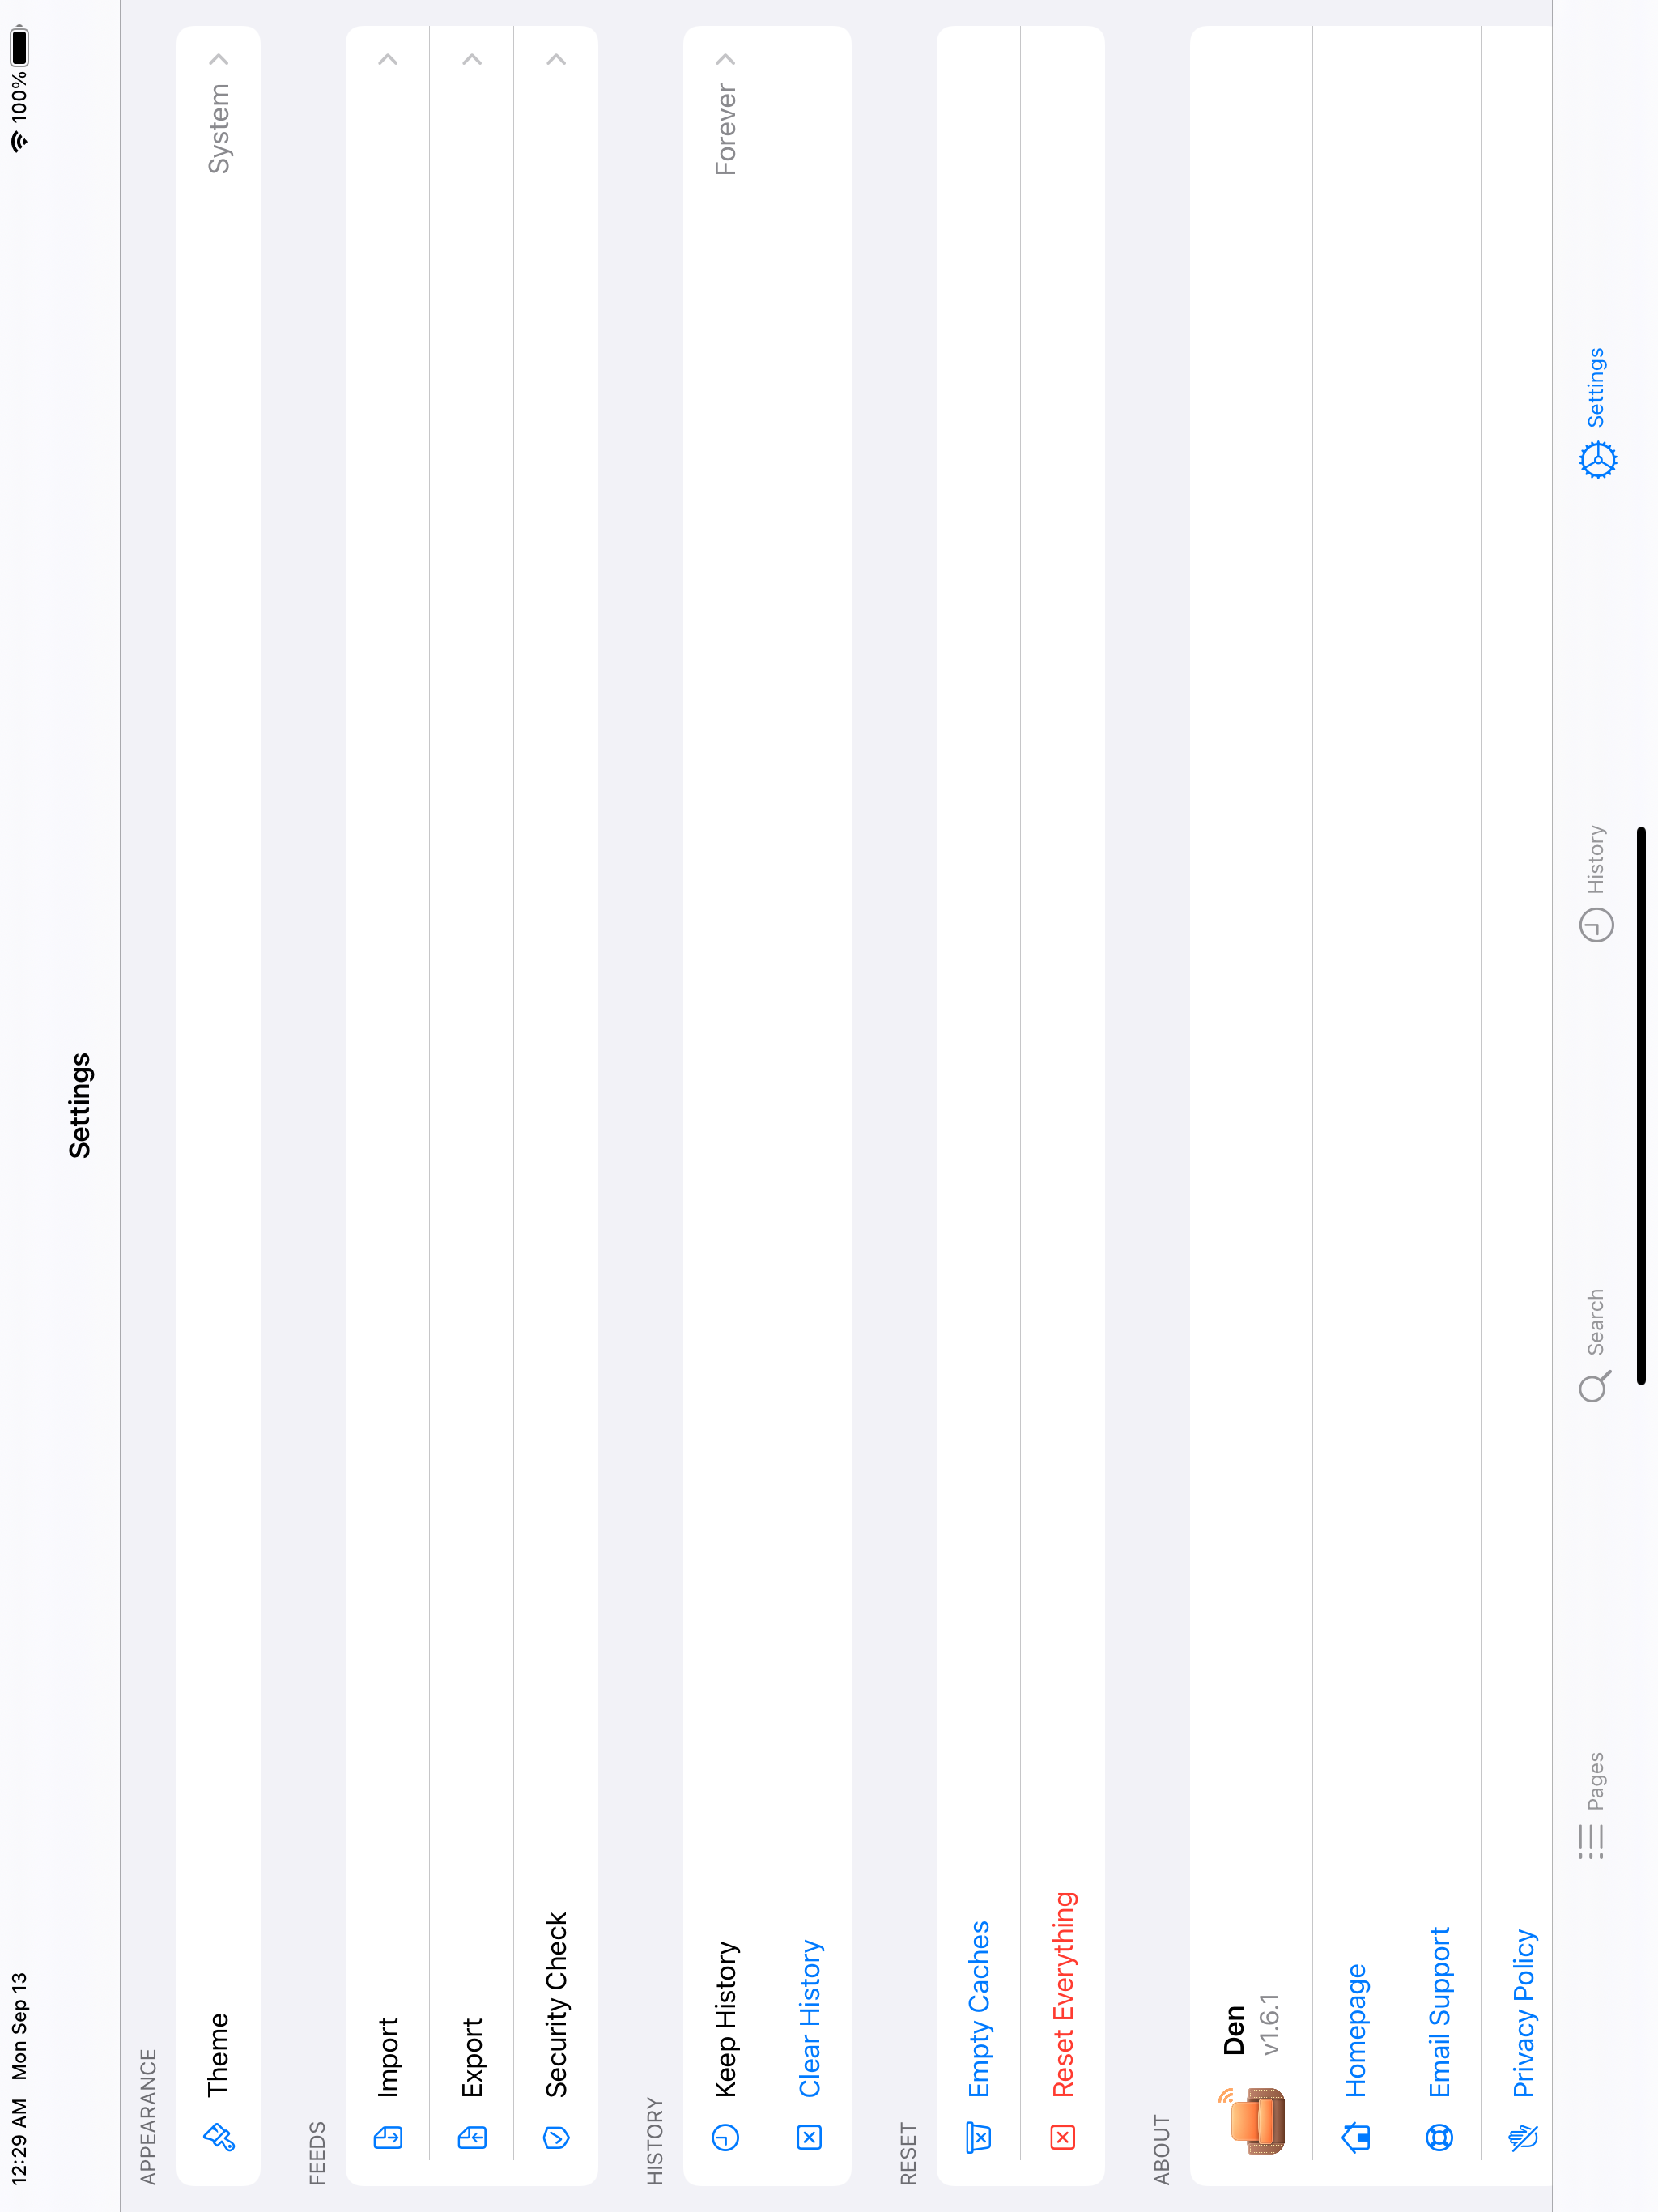 12:29 AM Mon Sep 13 100%
Settings
APPEARANCE
Theme System
FEEDS
Import
Export
Security Check
HISTORY
Keep History Forever
Clear History
RESET
Empty Caches
Reset Everything
ABOUT
Den
v1.6.1
Homepage
Email Support
Privacy Policy
Pages Search History Settings